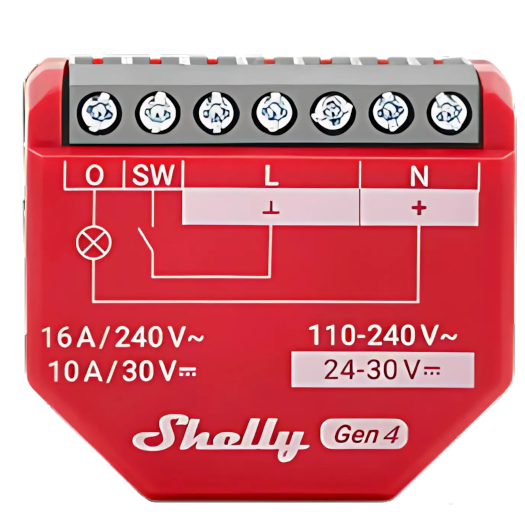 O SW L N
⊥ +
16 A/240 V~ 110-240 V~
10 A/30 V⎓ 24-30 V⎓
Shelly Gen 4